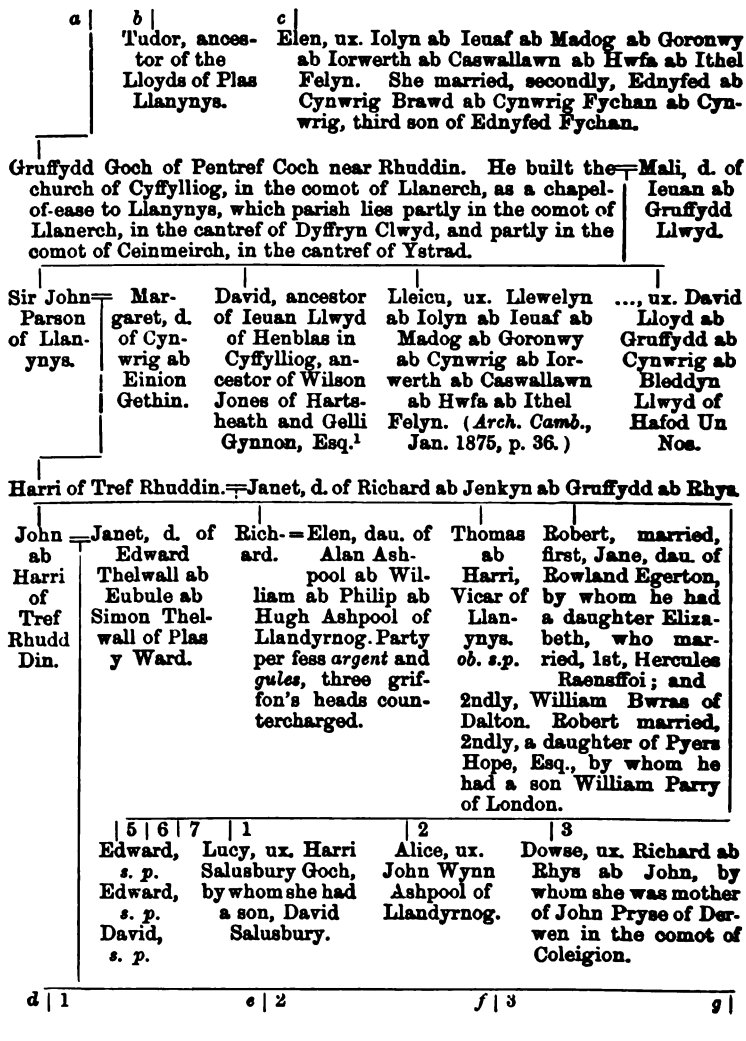 a | b | c |
Tudor, ances-
tor of the
Lloyds of Plas
Llanynys.
Elen, ux. Iolyn ab Ieuaf ab Madog ab Goronwy
ab Iorwerth ab Caswallawn ab Hwfa ab Ithel
Felyn. She married, secondly, Ednyfed ab
Cynwrig Brawd ab Cynwrig Fychan ab Cyn-
wrig, third son of Ednyfed Fychan.
Gruffydd Goch of Pentref Coch near Rhuddin. He built the
church of Cyffylliog, in the comot of Llanerch, as a chapel-
of-ease to Llanynys, which parish lies partly in the comot of
Llanerch, in the cantref of Dyffryn Clwyd, and partly in the
comot of Ceinmeirch, in the cantref of Ystrad.
=Mali, d. of
Ieuan ab
Gruffydd
Llwyd.
Sir John=
Parson
of Llan-
ynys.
Mar-
garet, d.
of Cyn-
wrig ab
Einion
Gethin.
David, ancestor
of Ieuan Llwyd
of Henblas in
Cyffylliog, an-
cestor of Wilson
Jones of Harts-
heath and Gelli
Gynnon, Esq.¹
Lleicu, ux. Llewelyn
ab Iolyn ab Ieuaf ab
Madog ab Goronwy
ab Cynwrig ab Ior-
werth ab Caswallawn
ab Hwfa ab Ithel
Felyn. (Arch. Camb.,
Jan. 1875, p. 36.)
..., ux. David
Lloyd ab
Gruffydd ab
Cynwrig ab
Bleddyn
Llwyd of
Hafod Un
Nos.
Harri of Tref Rhuddin.=Janet, d. of Richard ab Jenkyn ab Gruffydd ab Rhys.
John
ab
Harri
of
Tref
Rhudd
Din.
=Janet, d. of
Edward
Thelwall ab
Eubule ab
Simon Thel-
wall of Plas
y Ward.
Rich-
ard.
=Elen, dau. of
Alan Ash-
pool ab Wil-
liam ab Philip ab
Hugh Ashpool of
Llandyrnog. Party
per fess argent and
gules, three grif-
fon's heads coun-
tercharged.
Thomas
ab
Harri,
Vicar of
Llan-
ynys.
ob. s.p.
Robert, married,
first, Jane, dau. of
Rowland Egerton,
by whom he had
a daughter Eliza-
beth, who mar-
ried, 1st, Hercules
Raensffoi; and
2ndly, William Bwras of
Dalton. Robert married,
2ndly, a daughter of Pyers
Hope, Esq., by whom he
had a son William Parry
of London.
| 5 | 6 | 7 | 1 | 2 | 3
Edward,
s. p.
Edward,
s. p.
David,
s. p.
Lucy, ux. Harri
Salusbury Goch,
by whom she had
a son, David
Salusbury.
Alice, ux.
John Wynn
Ashpool of
Llandyrnog.
Dowse, ux. Richard ab
Rhys ab John, by
whom she was mother
of John Pryse of Der-
wen in the comot of
Coleigion.
d | 1 e | 2 f | 3 g |